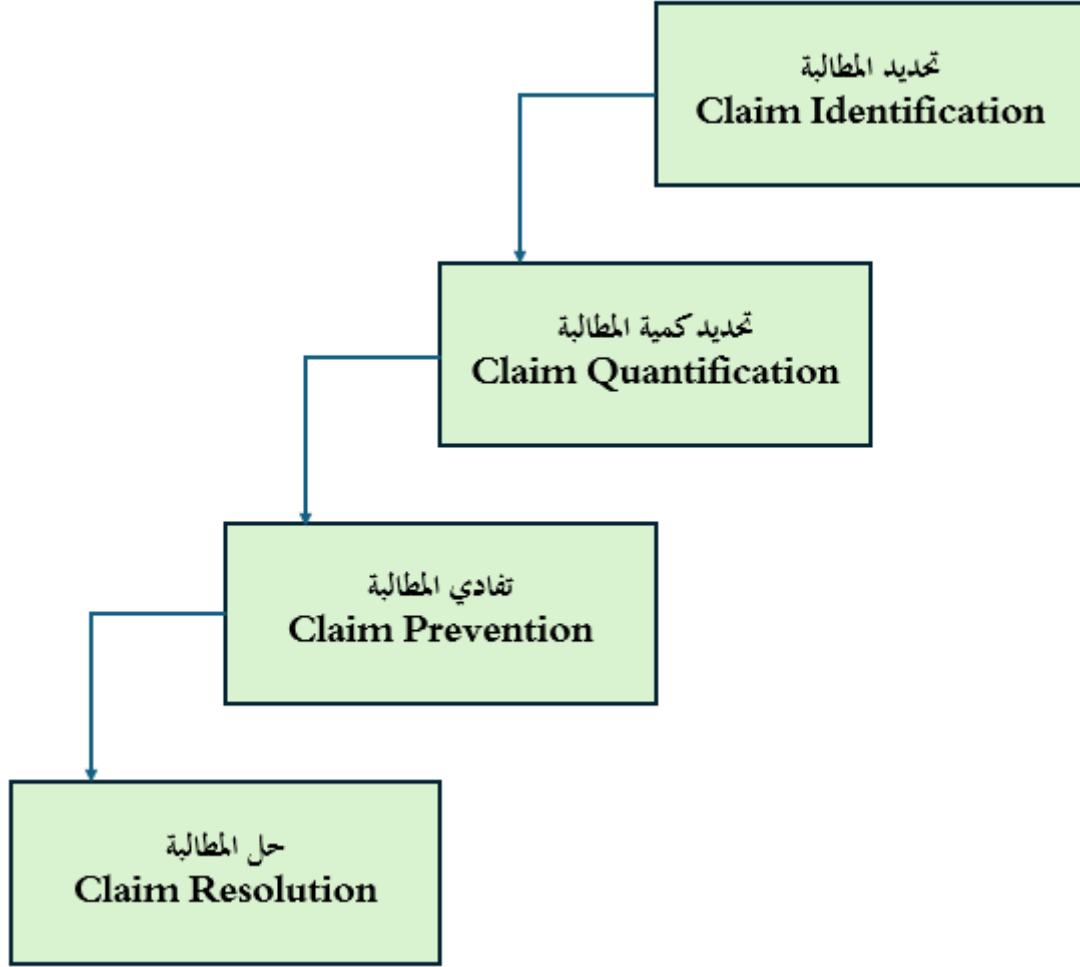 تحديد المطالبة
Claim Identification
تحديد كمية المطالبة
Claim Quantification
تفادي المطالبة
Claim Prevention
حل المطالبة
Claim Resolution